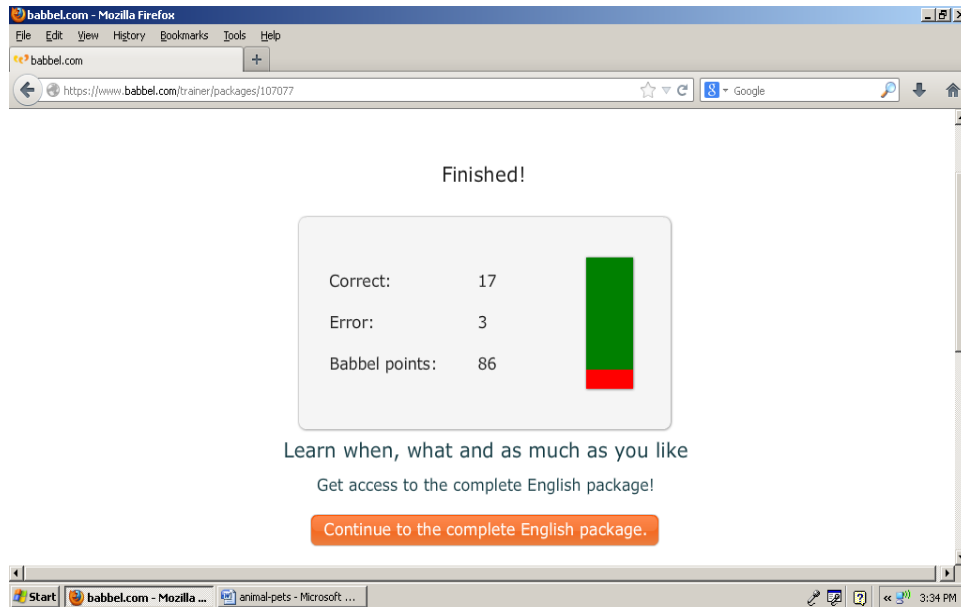 babbel.com - Mozilla Firefox
File Edit View History Bookmarks Tools Help
babbel.com
https://www.babbel.com/trainer/packages/107077
Google
Finished!
Correct: 17
Error: 3
Babbel points: 86
Learn when, what and as much as you like
Get access to the complete English package!
Continue to the complete English package.
Start babbel.com - Mozilla ... animal-pets - Microsoft ... 3:34 PM